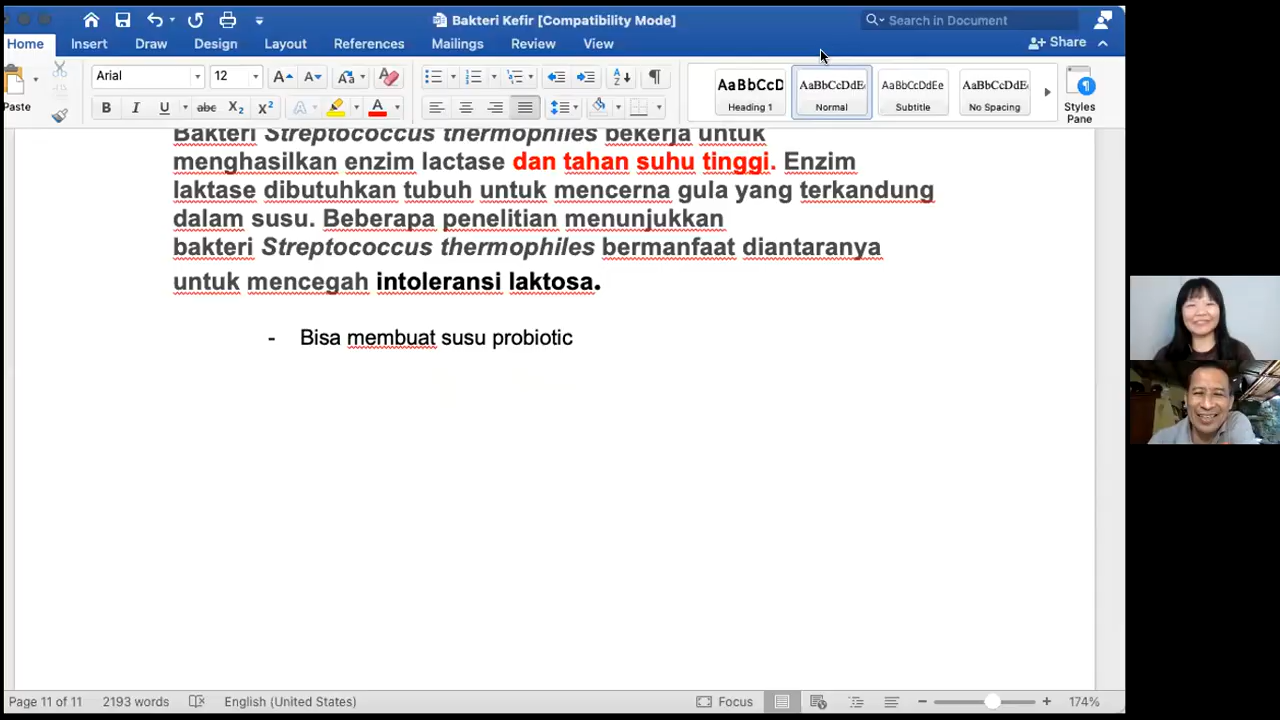 Bakteri Kefir [Compatibility Mode]
Search in Document
Home Insert Draw Design Layout References Mailings Review View
Share
Paste
Arial 12
AaBbCcD AaBbCcDdE AaBbCcDdEe AaBbCcDdE
Heading 1 Normal Subtitle No Spacing
Styles
Pane
B I U abc X2 X2 A A
Bakteri Streptococcus thermophiles bekerja untuk
menghasilkan enzim lactase dan tahan suhu tinggi. Enzim
laktase dibutuhkan tubuh untuk mencerna gula yang terkandung
dalam susu. Beberapa penelitian menunjukkan
bakteri Streptococcus thermophiles bermanfaat diantaranya
untuk mencegah intoleransi laktosa.
- Bisa membuat susu probiotic
Page 11 of 11 2193 words English (United States) Focus 174%